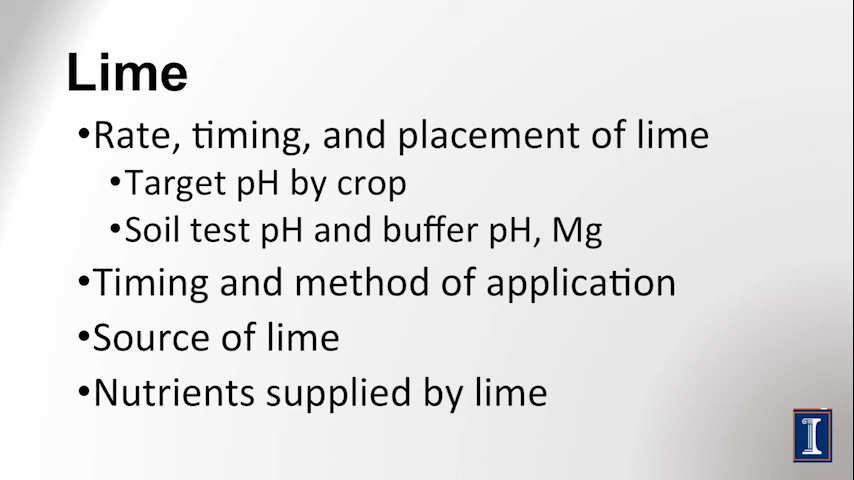 Lime
•Rate, timing, and placement of lime
•Target pH by crop
•Soil test pH and buffer pH, Mg
•Timing and method of application
•Source of lime
•Nutrients supplied by lime
I